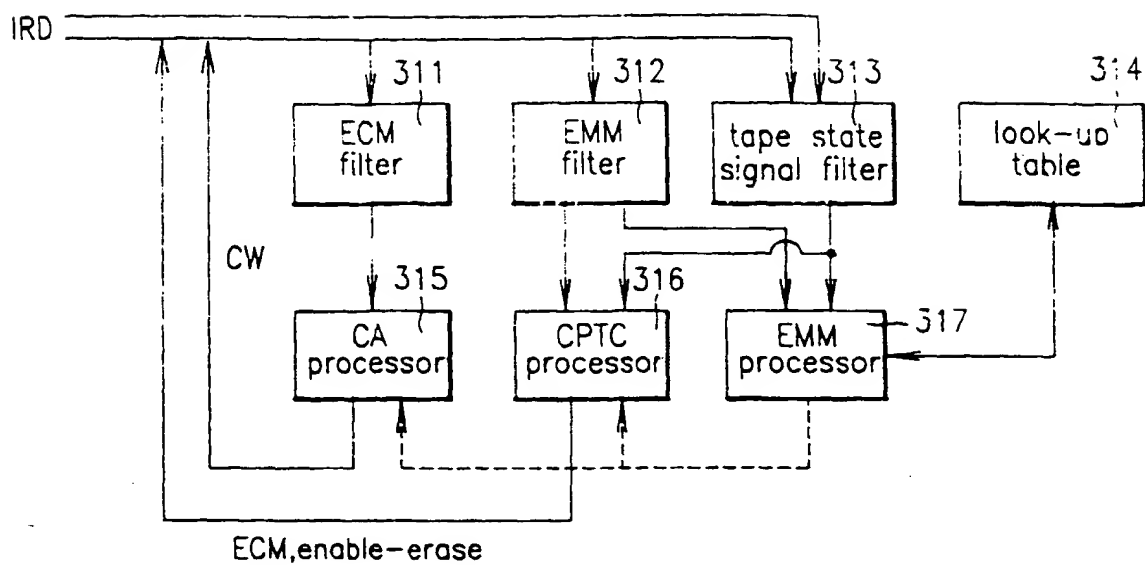 IRD
311
312
313
314
ECM
filter
EMM
filter
tape state
signal filter
look-up
table
CW
315
316
317
CA
processor
CPTC
processor
EMM
processor
ECM,enable-erase